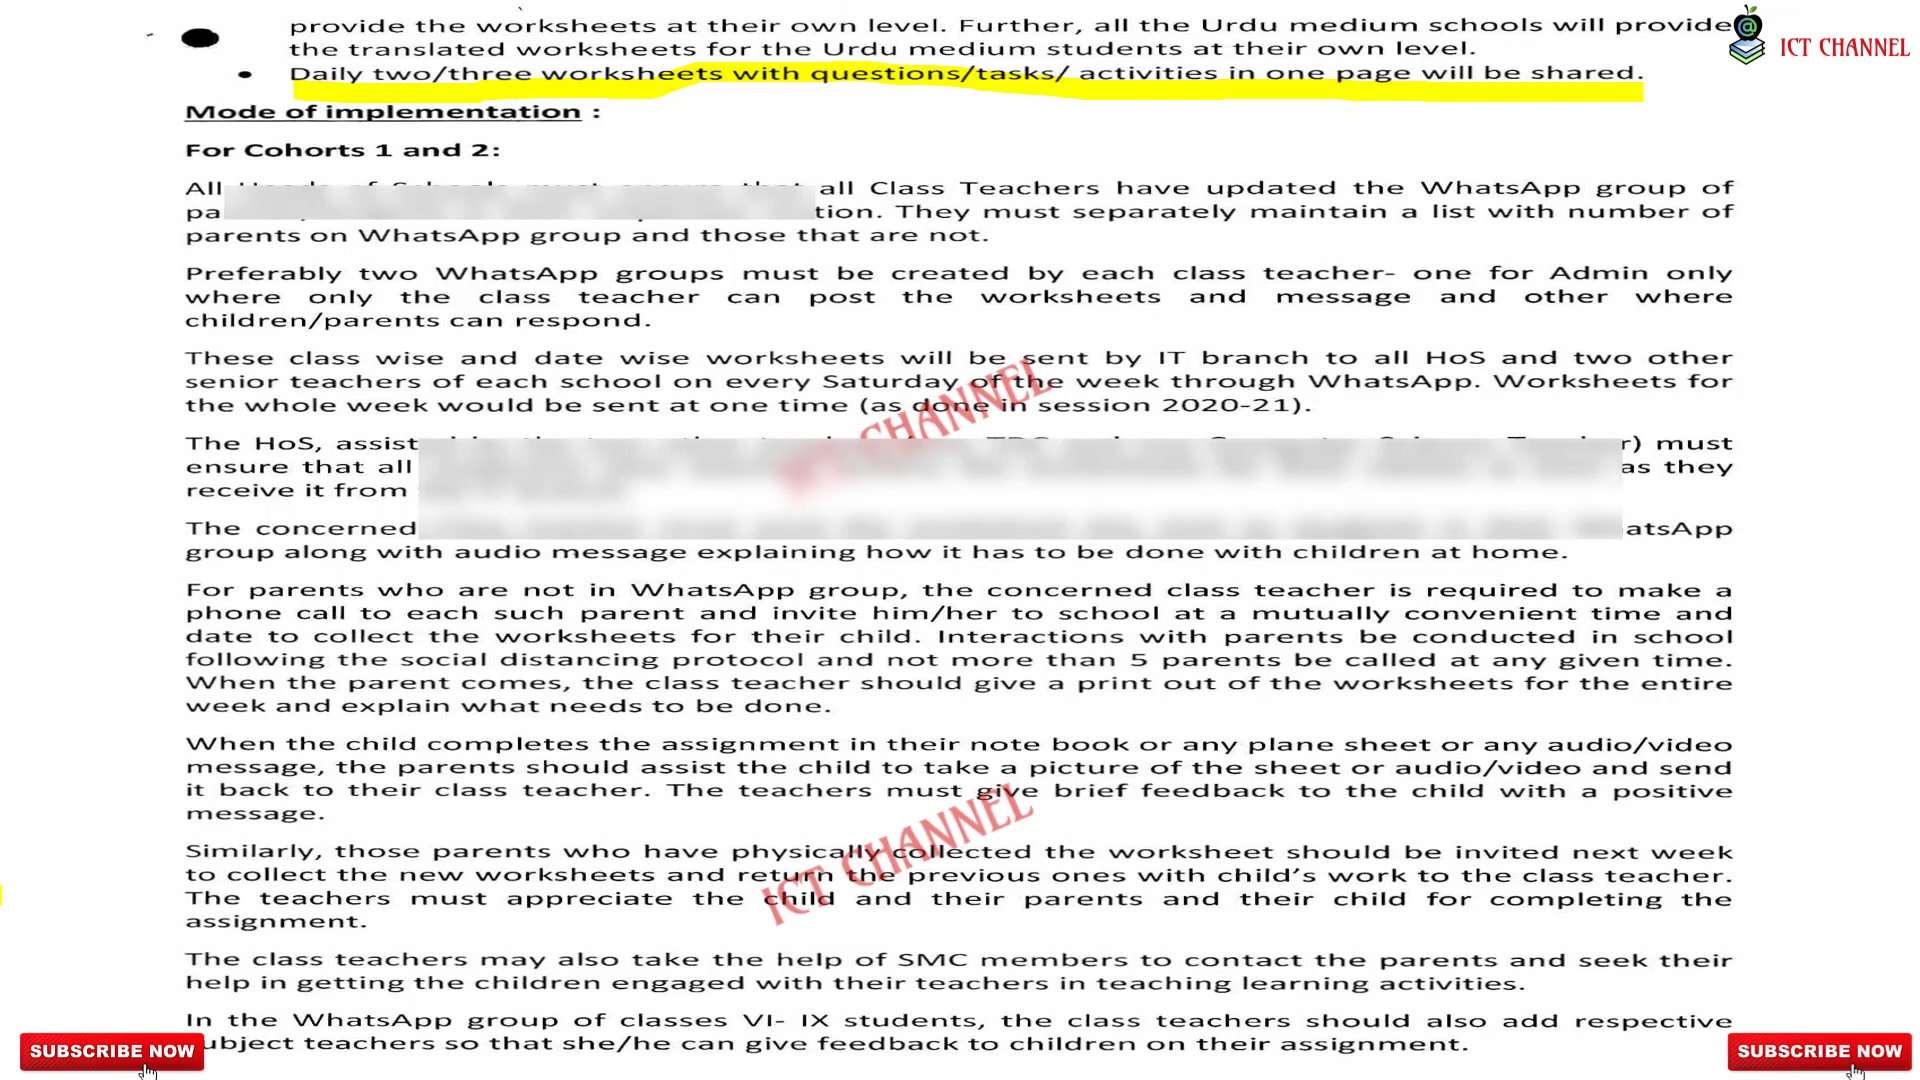 provide the worksheets at their own level. Further, all the Urdu medium schools will provide
the translated worksheets for the Urdu medium students at their own level.
• Daily two/three worksheets with questions/tasks/ activities in one page will be shared.
ICT CHANNEL
Mode of implementation :
For Cohorts 1 and 2:
All all Class Teachers have updated the WhatsApp group of
pa tion. They must separately maintain a list with number of
parents on WhatsApp group and those that are not.
Preferably two WhatsApp groups must be created by each class teacher- one for Admin only
where only the class teacher can post the worksheets and message and other where
children/parents can respond.
These class wise and date wise worksheets will be sent by IT branch to all HoS and two other
senior teachers of each school on every Saturday of the week through WhatsApp. Worksheets for
the whole week would be sent at one time (as done in session 2020-21).
ICT CHANNEL
The HoS, assist r) must
ensure that all as they
receive it from
The concerned atsApp
group along with audio message explaining how it has to be done with children at home.
For parents who are not in WhatsApp group, the concerned class teacher is required to make a
phone call to each such parent and invite him/her to school at a mutually convenient time and
date to collect the worksheets for their child. Interactions with parents be conducted in school
following the social distancing protocol and not more than 5 parents be called at any given time.
When the parent comes, the class teacher should give a print out of the worksheets for the entire
week and explain what needs to be done.
When the child completes the assignment in their note book or any plane sheet or any audio/video
message, the parents should assist the child to take a picture of the sheet or audio/video and send
it back to their class teacher. The teachers must give brief feedback to the child with a positive
message.
ICT CHANNEL
Similarly, those parents who have physically collected the worksheet should be invited next week
to collect the new worksheets and return the previous ones with child's work to the class teacher.
The teachers must appreciate the child and their parents and their child for completing the
assignment.
The class teachers may also take the help of SMC members to contact the parents and seek their
help in getting the children engaged with their teachers in teaching learning activities.
In the WhatsApp group of classes VI- IX students, the class teachers should also add respective
ubject teachers so that she/he can give feedback to children on their assignment.
SUBSCRIBE NOW
SUBSCRIBE NOW